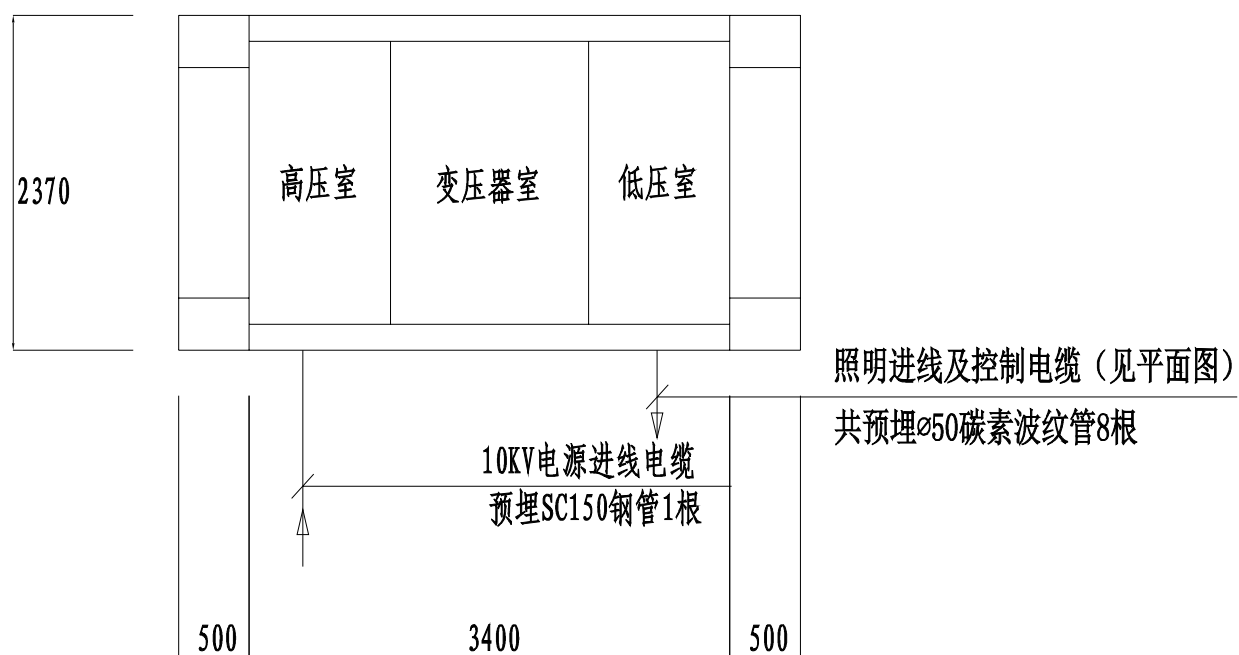 2370
高压室
变压器室
低压室
照明进线及控制电缆（见平面图）
共预埋⌀50碳素波纹管8根
10KV电源进线电缆
预埋SC150钢管1根
500
3400
500